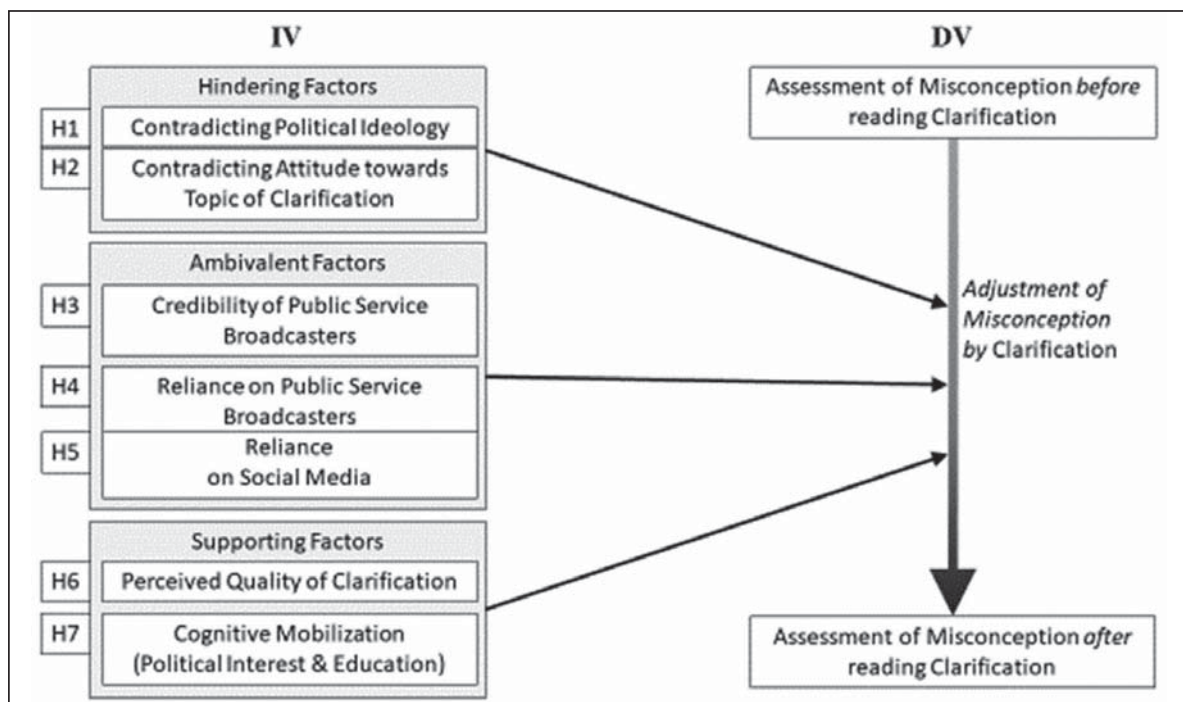 IV
DV
Hindering Factors
H1
Contradicting Political Ideology
H2
Contradicting Attitude towards
Topic of Clarification
Ambivalent Factors
H3
Credibility of Public Service
Broadcasters
H4
Reliance on Public Service
Broadcasters
H5
Reliance
on Social Media
Supporting Factors
H6
Perceived Quality of Clarification
H7
Cognitive Mobilization
(Political Interest & Education)
Assessment of Misconception before
reading Clarification
Adjustment of
Misconception
by Clarification
Assessment of Misconception after
reading Clarification